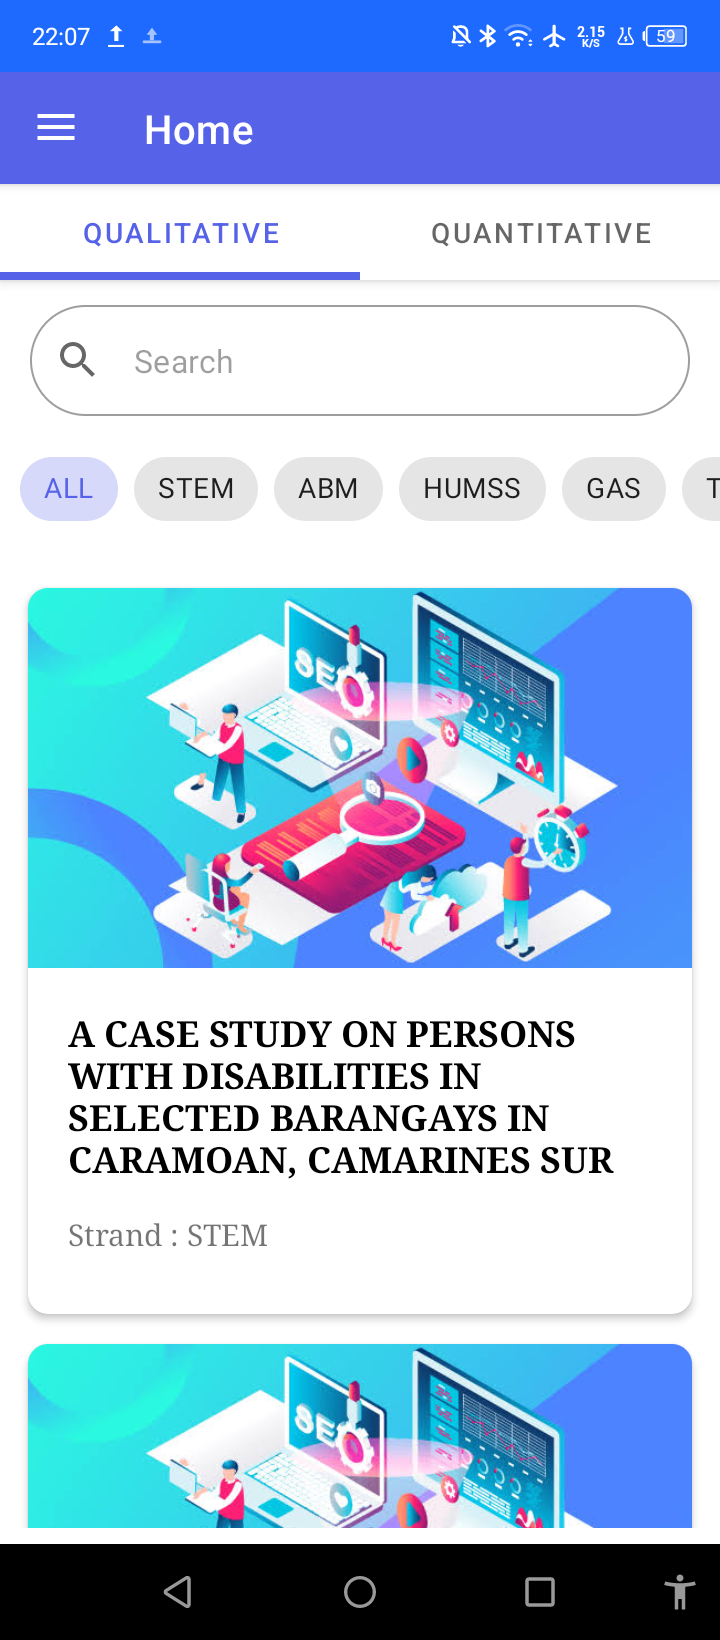 22:07
2.15
K/S
59
Home
QUALITATIVE
QUANTITATIVE
Search
ALL
STEM
ABM
HUMSS
GAS
T
SEO
A CASE STUDY ON PERSONS
WITH DISABILITIES IN
SELECTED BARANGAYS IN
CARAMOAN, CAMARINES SUR
Strand : STEM
SEO